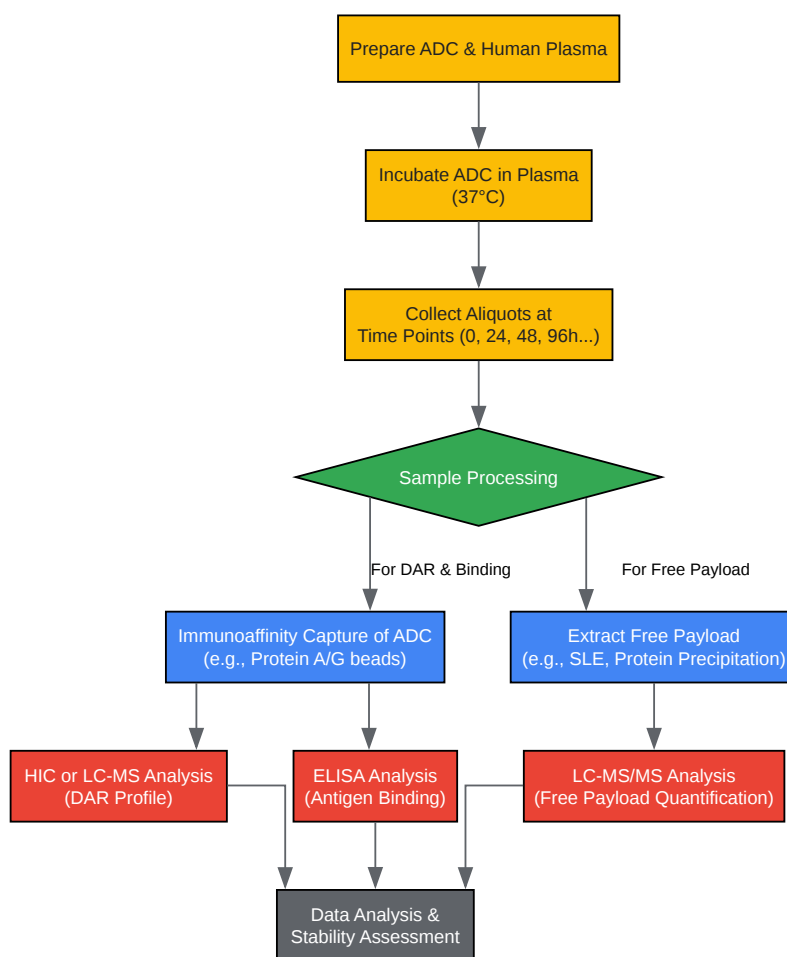 Prepare ADC & Human Plasma
Incubate ADC in Plasma
(37°C)
Collect Aliquots at
Time Points (0, 24, 48, 96h...)
Sample Processing
For DAR & Binding
For Free Payload
Immunoaffinity Capture of ADC
(e.g., Protein A/G beads)
Extract Free Payload
(e.g., SLE, Protein Precipitation)
HIC or LC-MS Analysis
(DAR Profile)
ELISA Analysis
(Antigen Binding)
LC-MS/MS Analysis
(Free Payload Quantification)
Data Analysis &
Stability Assessment